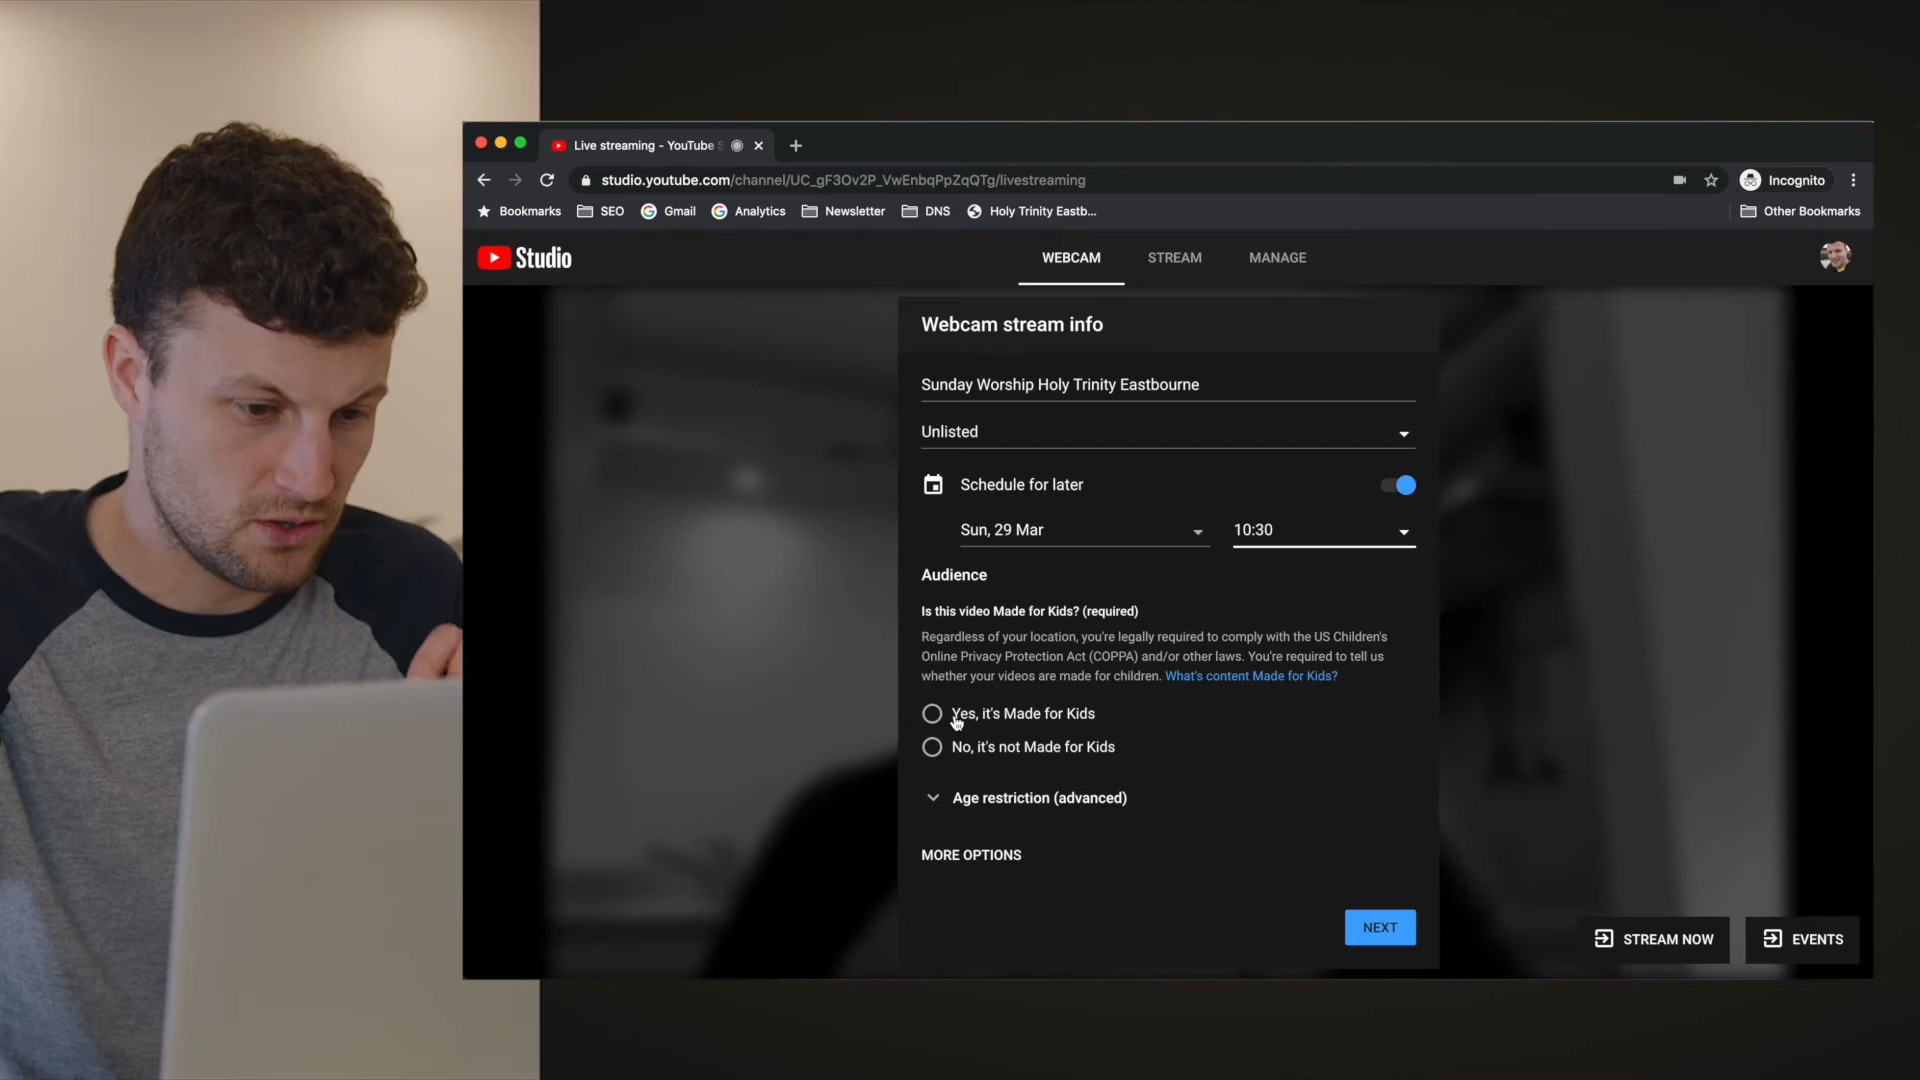 Live streaming - YouTube S
studio.youtube.com/channel/UC_gF3Ov2P_VwEnbqPpZqQTg/livestreaming
Incognito
Bookmarks
SEO
Gmail
Analytics
Newsletter
DNS
Holy Trinity Eastb...
Other Bookmarks
Studio
WEBCAM
STREAM
MANAGE
Webcam stream info
Sunday Worship Holy Trinity Eastbourne
Unlisted
Schedule for later
Sun, 29 Mar
10:30
Audience
Is this video Made for Kids? (required)
Regardless of your location, you're legally required to comply with the US Children's
Online Privacy Protection Act (COPPA) and/or other laws. You're required to tell us
whether your videos are made for children. What's content Made for Kids?
Yes, it's Made for Kids
No, it's not Made for Kids
Age restriction (advanced)
MORE OPTIONS
NEXT
STREAM NOW
EVENTS